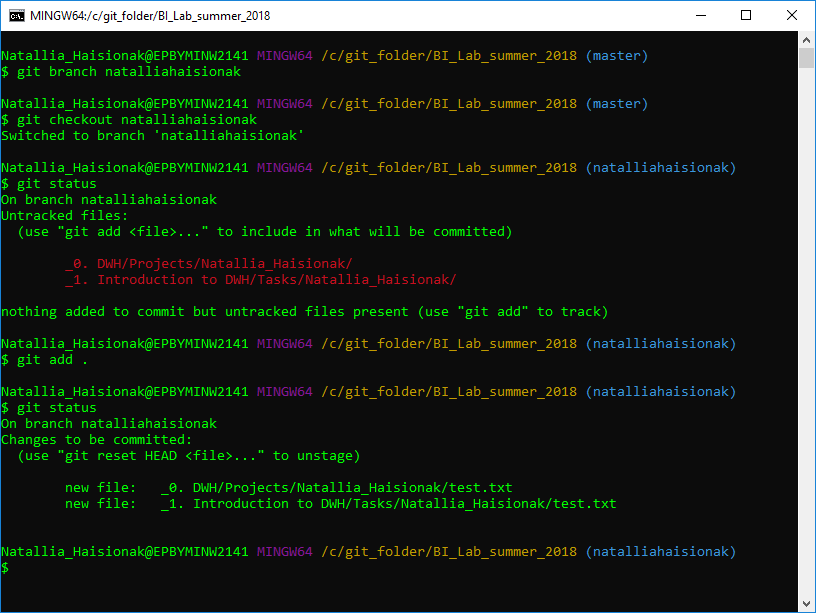 MINGW64:/c/git_folder/BI_Lab_summer_2018
Natallia_Haisionak@EPBYMINW2141 MINGW64 /c/git_folder/BI_Lab_summer_2018 (master)
$ git branch natalliahaisionak
Natallia_Haisionak@EPBYMINW2141 MINGW64 /c/git_folder/BI_Lab_summer_2018 (master)
$ git checkout natalliahaisionak
Switched to branch 'natalliahaisionak'
Natallia_Haisionak@EPBYMINW2141 MINGW64 /c/git_folder/BI_Lab_summer_2018 (natalliahaisionak)
$ git status
On branch natalliahaisionak
Untracked files:
  (use "git add <file>..." to include in what will be committed)
        _0. DWH/Projects/Natallia_Haisionak/
        _1. Introduction to DWH/Tasks/Natallia_Haisionak/
nothing added to commit but untracked files present (use "git add" to track)
Natallia_Haisionak@EPBYMINW2141 MINGW64 /c/git_folder/BI_Lab_summer_2018 (natalliahaisionak)
$ git add .
Natallia_Haisionak@EPBYMINW2141 MINGW64 /c/git_folder/BI_Lab_summer_2018 (natalliahaisionak)
$ git status
On branch natalliahaisionak
Changes to be committed:
  (use "git reset HEAD <file>..." to unstage)
        new file:   _0. DWH/Projects/Natallia_Haisionak/test.txt
        new file:   _1. Introduction to DWH/Tasks/Natallia_Haisionak/test.txt
Natallia_Haisionak@EPBYMINW2141 MINGW64 /c/git_folder/BI_Lab_summer_2018 (natalliahaisionak)
$